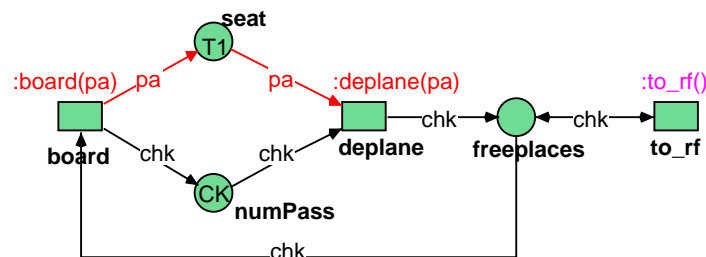 seat
T1
:board(pa)
pa
pa
:deplane(pa)
:to_rf()
chk
chk
board
chk
chk
deplane
freeplaces
to_rf
CK
numPass
chk